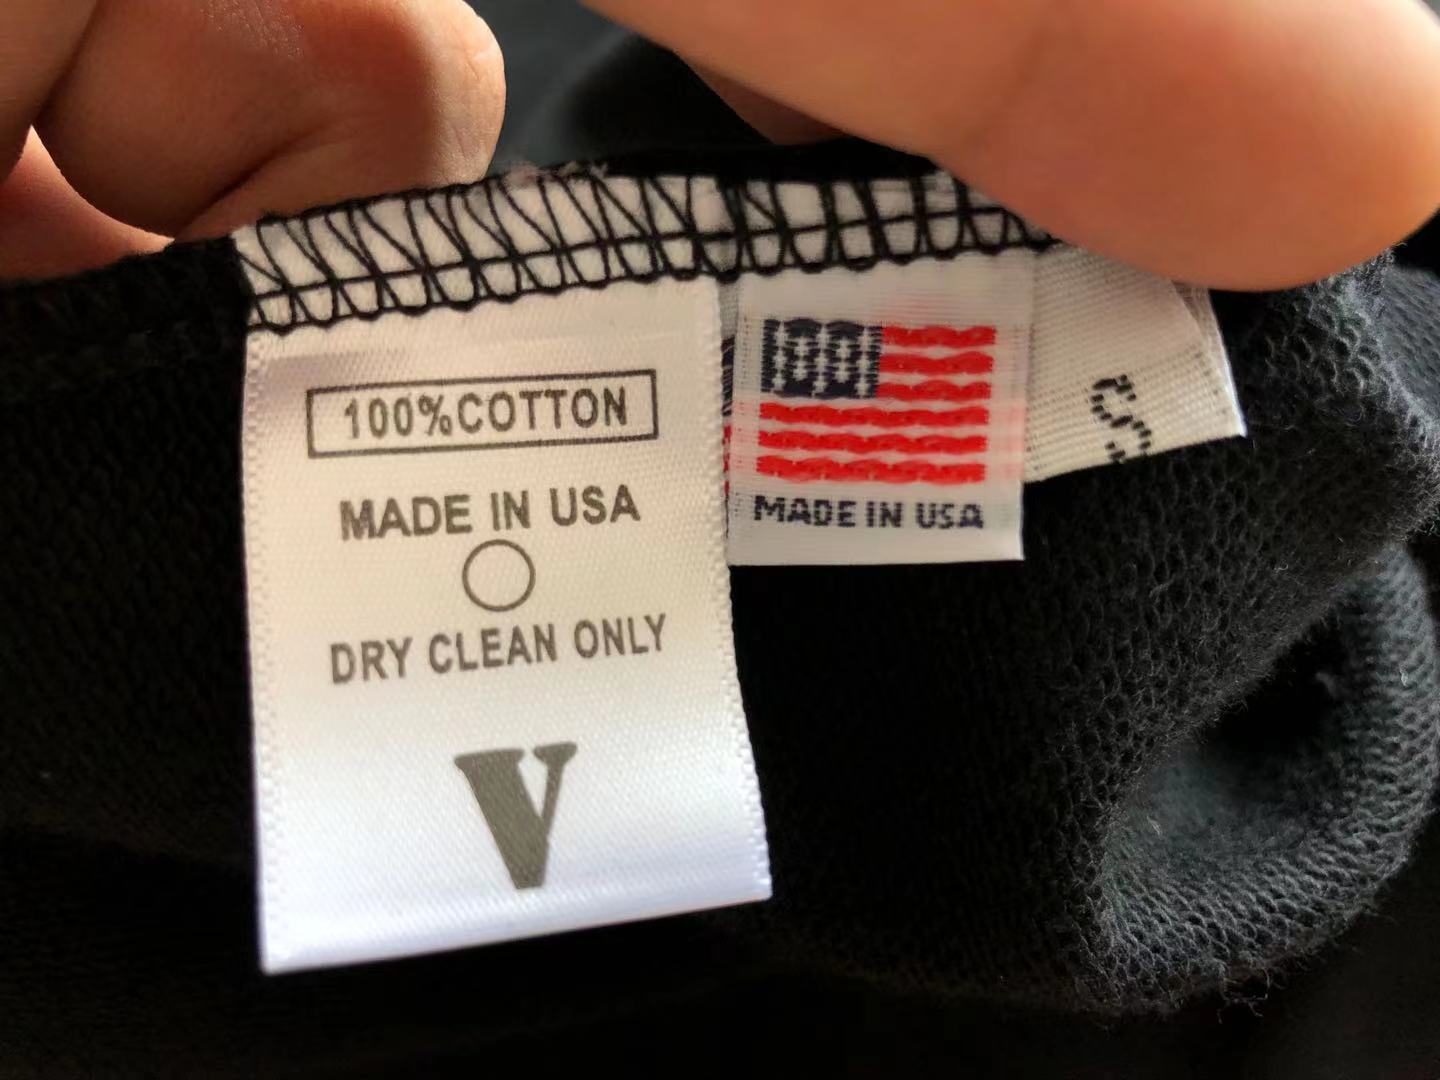 100%COTTON
MADE IN USA
DRY CLEAN ONLY
V
MADE IN USA